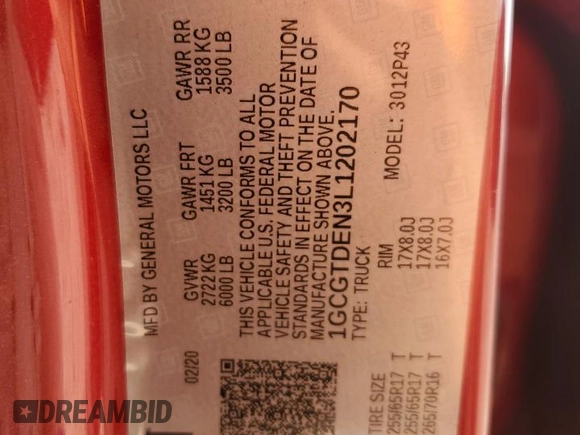 MFD BY GENERAL MOTORS LLC
02/20 GVWR GAWR FRT GAWR RR
2722 KG 1451 KG 1588 KG
6000 LB 3200 LB 3500 LB
THIS VEHICLE CONFORMS TO ALL
APPLICABLE U.S. FEDERAL MOTOR
VEHICLE SAFETY AND THEFT PREVENTION
STANDARDS IN EFFECT ON THE DATE OF
MANUFACTURE SHOWN ABOVE.
1GCGTDEN3L1202170
TYPE: TRUCK MODEL: 3012P43
TIRE SIZE RIM
255/65R17 T 17X8.0J
255/65R17 T 17X8.0J
265/70R16 T 16X7.0J
DREAMBID